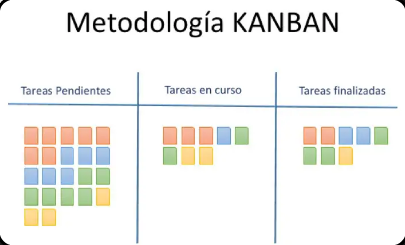 Metodología KANBAN
Tareas Pendientes
Tareas en curso
Tareas finalizadas